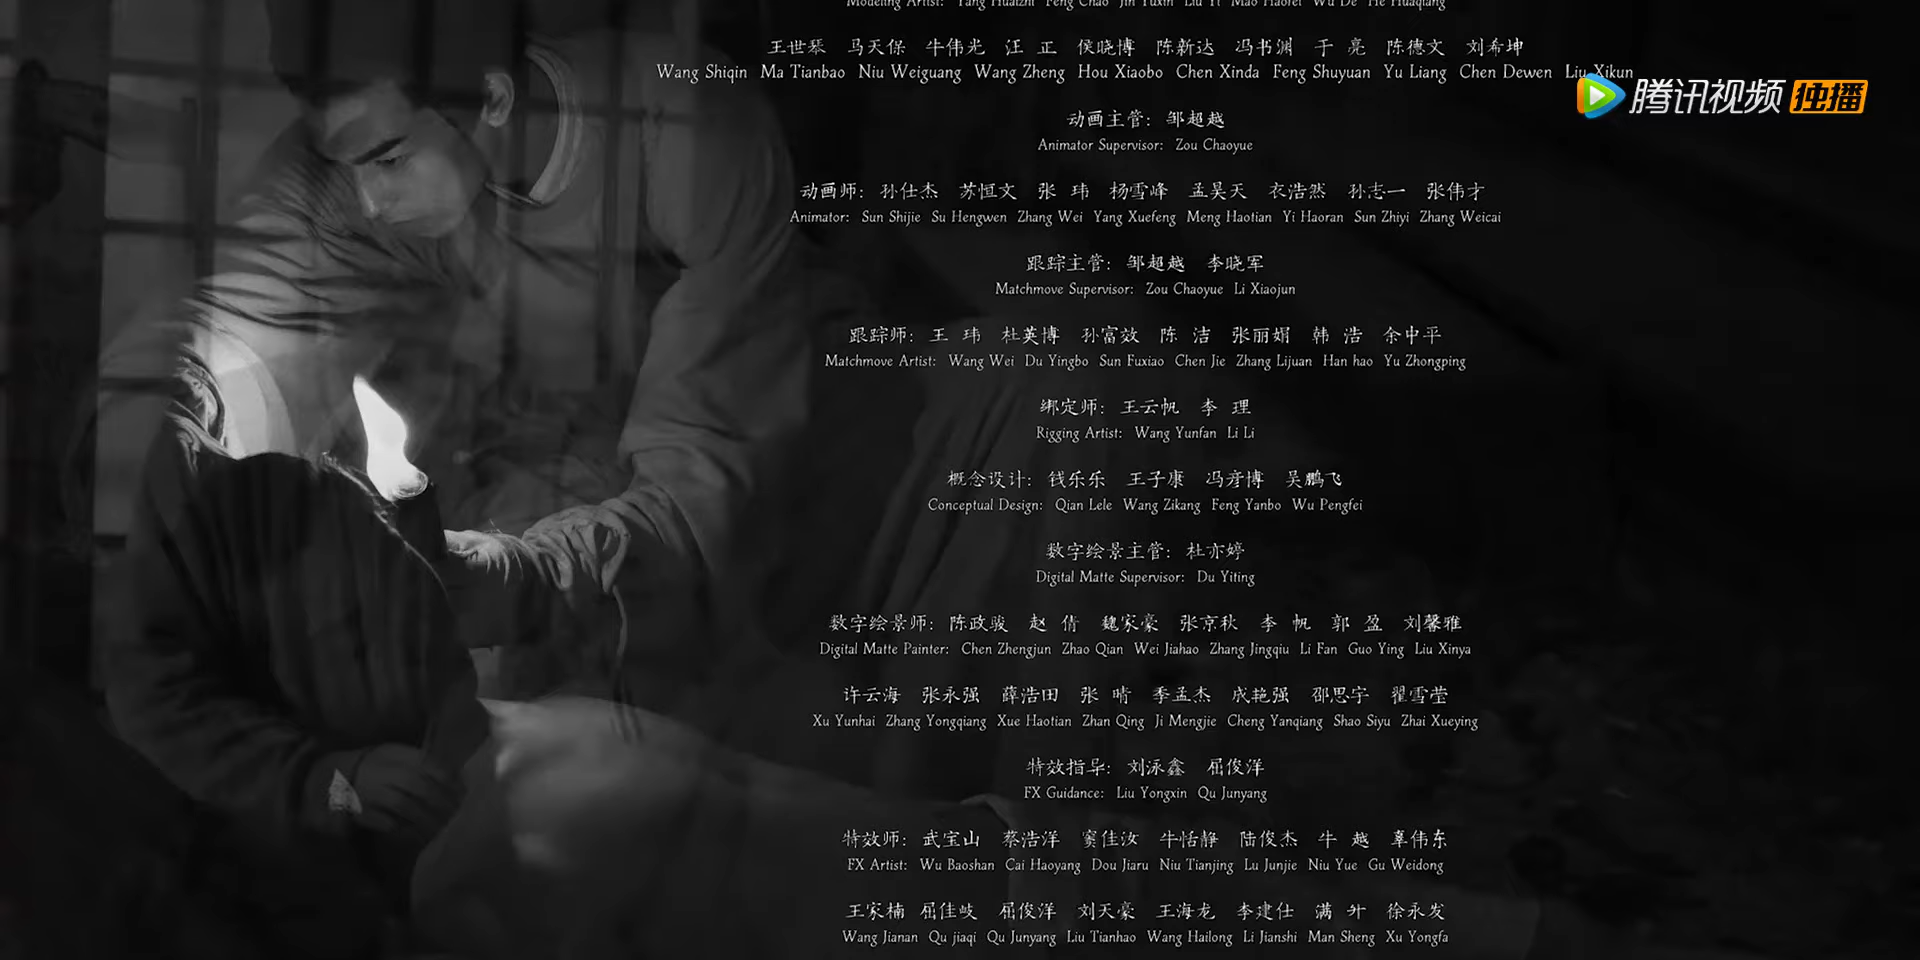 Modeling Artist: Yang Huaizhi Feng Chao Jin Yuxin Liu Yi Mao Haofei Wu De He Huaqiang
王世琴 马天保 牛伟光 汪 正 侯晓博 陈新达 冯书渊 于 亮 陈德文 刘希坤
Wang Shiqin Ma Tianbao Niu Weiguang Wang Zheng Hou Xiaobo Chen Xinda Feng Shuyuan Yu Liang Chen Dewen Liu Xikun
腾讯视频 独播
动画主管： 邹超越
Animator Supervisor: Zou Chaoyue
动画师： 孙仕杰 苏恒文 张 玮 杨雪峰 孟昊天 衣浩然 孙志一 张伟才
Animator: Sun Shijie Su Hengwen Zhang Wei Yang Xuefeng Meng Haotian Yi Haoran Sun Zhiyi Zhang Weicai
跟踪主管： 邹超越 李晓军
Matchmove Supervisor: Zou Chaoyue Li Xiaojun
跟踪师： 王 玮 杜英博 孙富效 陈 洁 张丽娟 韩 浩 余中平
Matchmove Artist: Wang Wei Du Yingbo Sun Fuxiao Chen Jie Zhang Lijuan Han hao Yu Zhongping
绑定师： 王云帆 李 理
Rigging Artist: Wang Yunfan Li Li
概念设计： 钱乐乐 王子康 冯彦博 吴鹏飞
Conceptual Design: Qian Lele Wang Zikang Feng Yanbo Wu Pengfei
数字绘景主管： 杜亦婷
Digital Matte Supervisor: Du Yiting
数字绘景师： 陈政骏 赵 倩 魏家豪 张京秋 李 帆 郭 盈 刘馨雅
Digital Matte Painter: Chen Zhengjun Zhao Qian Wei Jiahao Zhang Jingqiu Li Fan Guo Ying Liu Xinya
许云海 张永强 薛浩田 张 晴 季孟杰 成艳强 邵思宇 翟雪莹
Xu Yunhai Zhang Yongqiang Xue Haotian Zhan Qing Ji Mengjie Cheng Yanqiang Shao Siyu Zhai Xueying
特效指导： 刘泳鑫 屈俊洋
FX Guidance: Liu Yongxin Qu Junyang
特效师： 武宝山 蔡浩洋 窦佳汝 牛恬静 陆俊杰 牛 越 辜伟东
FX Artist: Wu Baoshan Cai Haoyang Dou Jiaru Niu Tianjing Lu Junjie Niu Yue Gu Weidong
王家楠 屈佳岐 屈俊洋 刘天豪 王海龙 李建仕 满 升 徐永发
Wang Jianan Qu jiaqi Qu Junyang Liu Tianhao Wang Hailong Li Jianshi Man Sheng Xu Yongfa